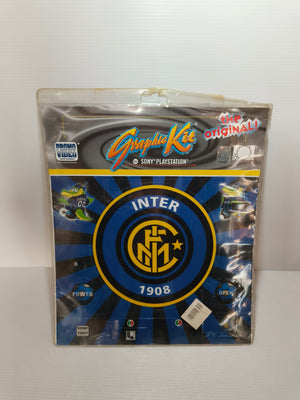 PROMO
VIDEO
Graphic Kit
the
original!
SONY PLAYSTATION
INTER
1908
POWER
OPEN